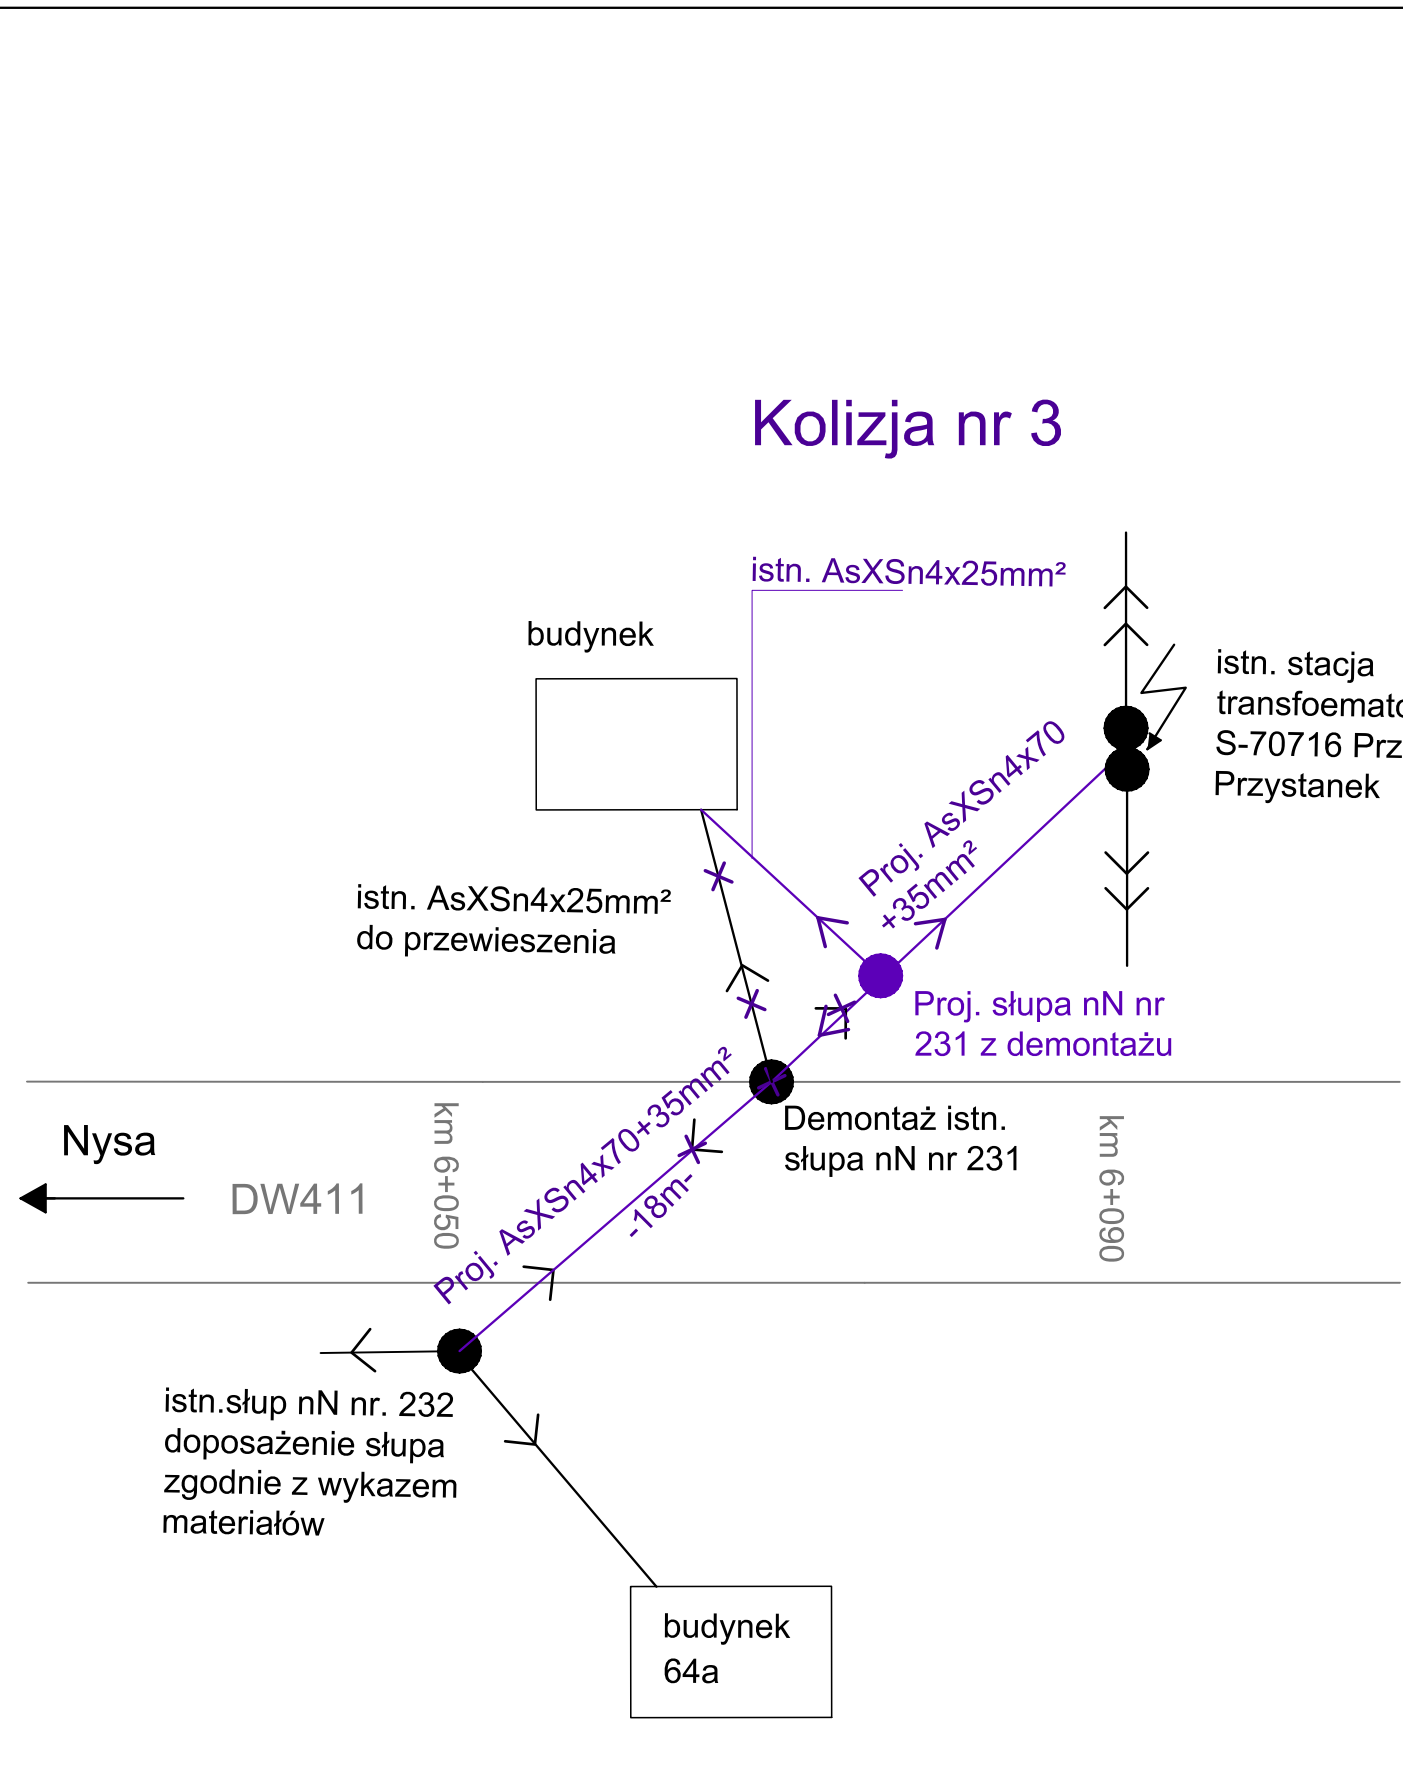 Kolizja nr 3
istn. AsXSn4x25mm²
budynek
istn. stacja
S-70716
Przystanek
Proj. AsXSn4x70
+35mm²
istn. AsXSn4x25mm²
do przewieszenia
Proj. słupa nN nr
231 z demontażu
Proj. AsXSn4x70+35mm²
-18m-
Demontaż istn.
słupa nN nr 231
Nysa
DW411
km 6+050
km 6+090
istn.słup nN nr. 232
doposażenie słupa
zgodnie z wykazem
materiałów
budynek
64a